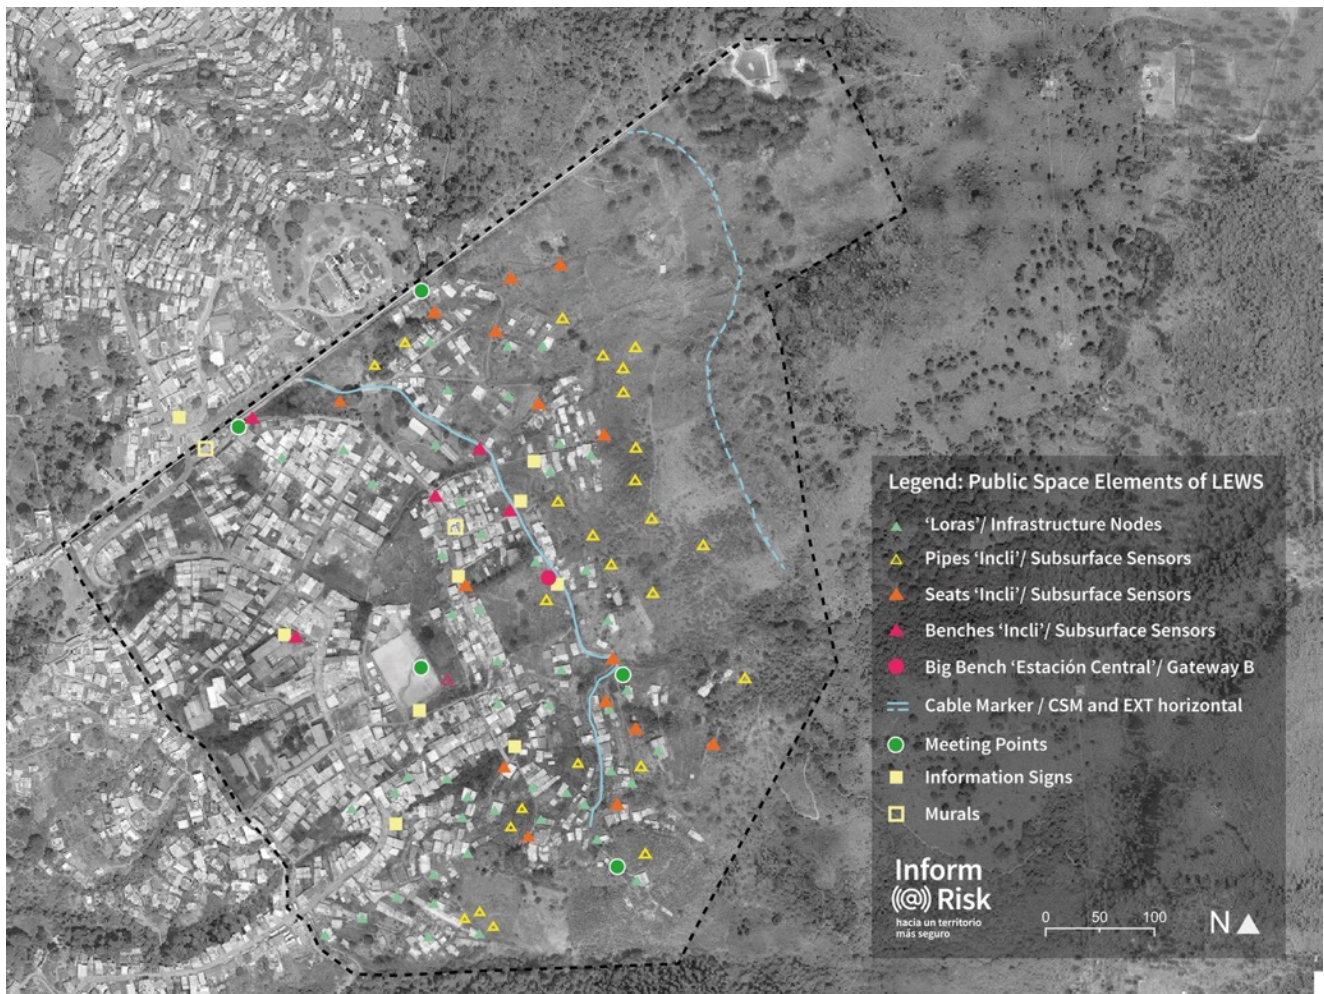 Legend: Public Space Elements of LEWS
‘Loras’/ Infrastructure Nodes
Pipes ‘Incli’/ Subsurface Sensors
Seats ‘Incli’/ Subsurface Sensors
Benches ‘Incli’/ Subsurface Sensors
Big Bench ‘Estación Central’/ Gateway B
Cable Marker / CSM and EXT horizontal
Meeting Points
Information Signs
Murals
Inform
((@)) Risk
hacia un territorio
más seguro
0 50 100
N